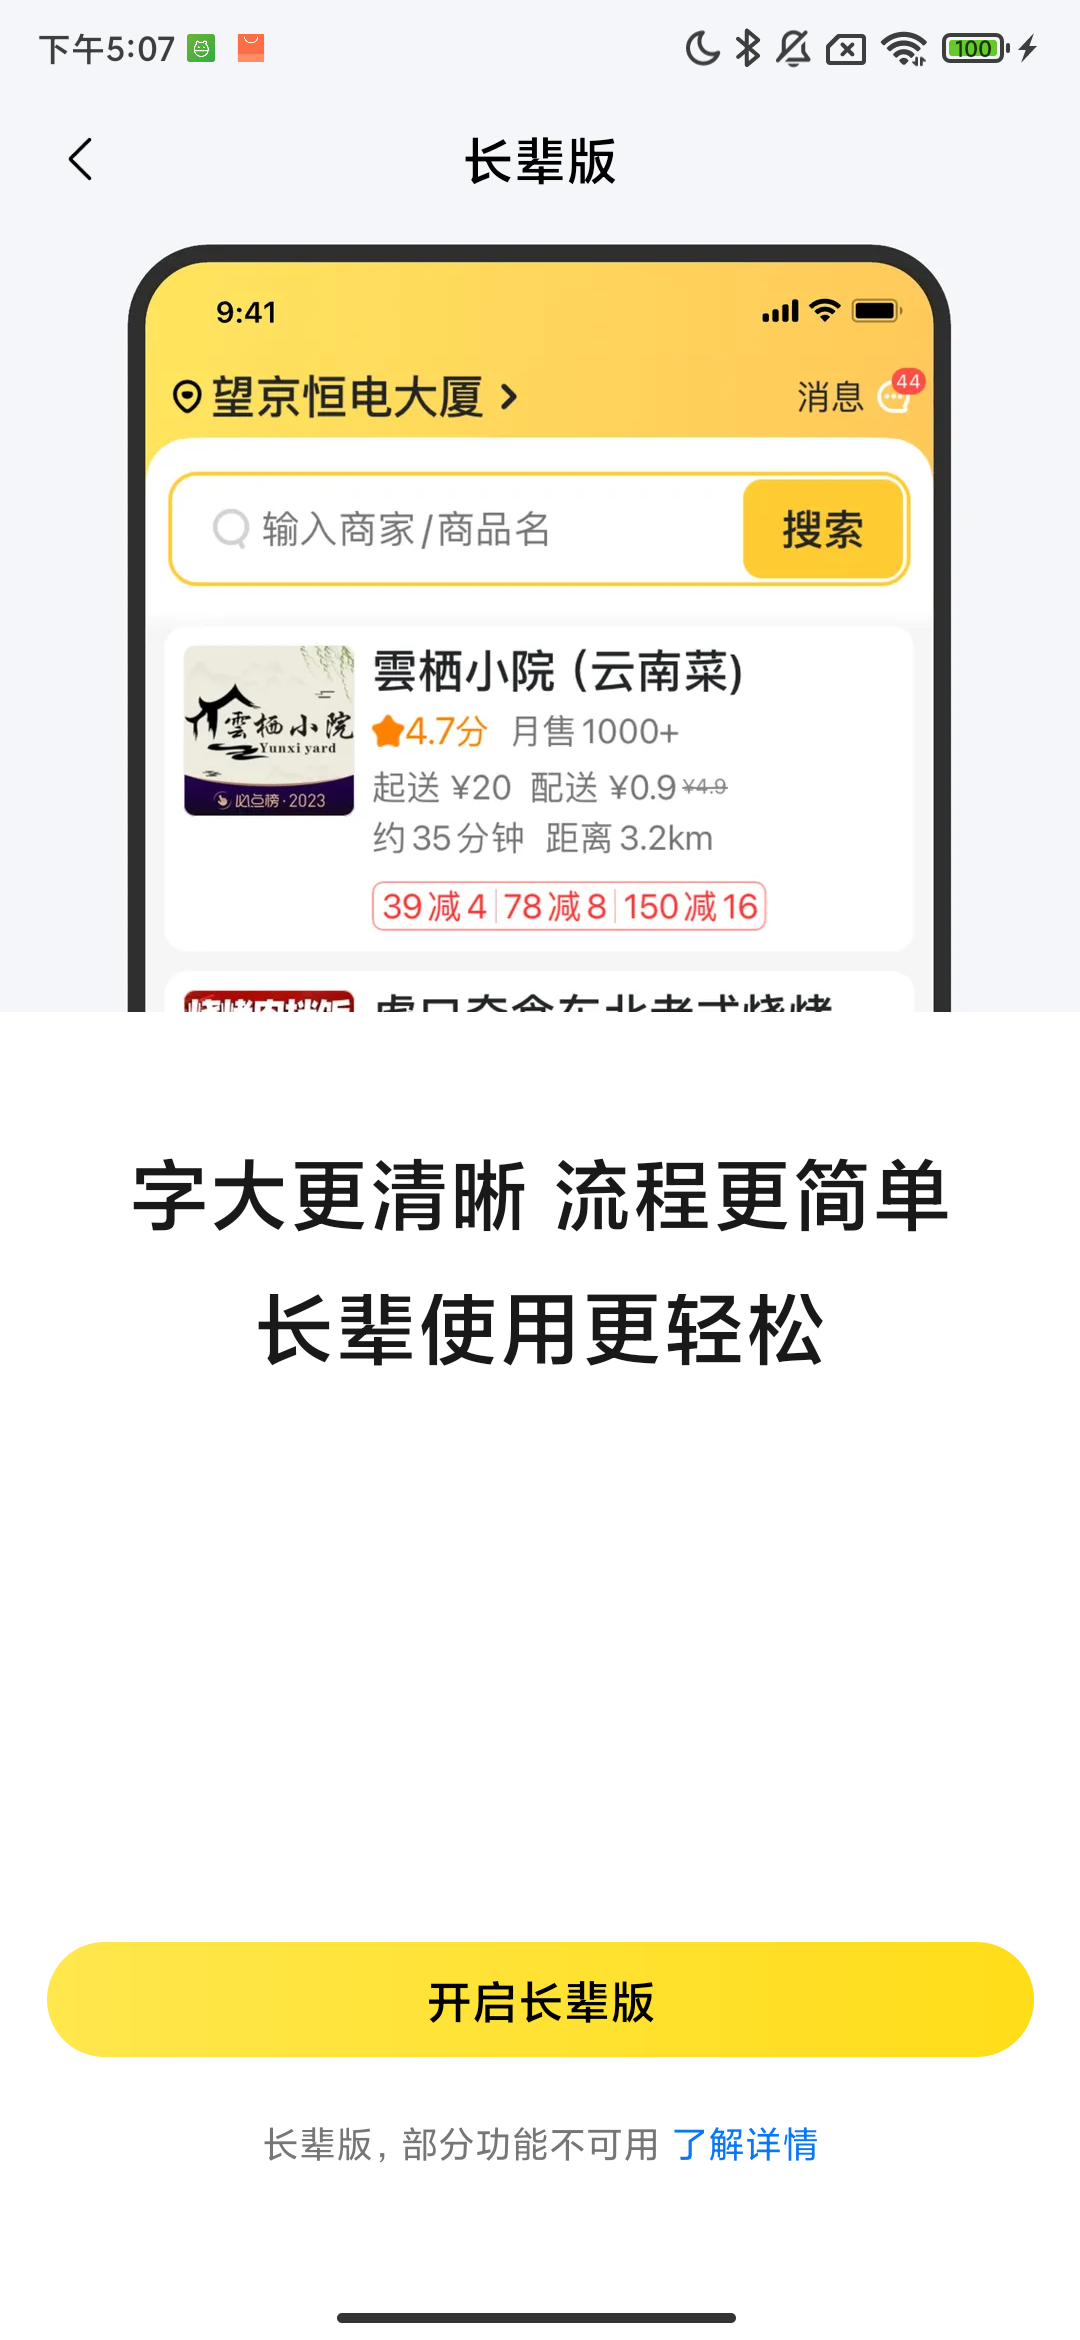 下午5:07
100
长辈版
9:41
望京恒电大厦
消息
44
输入商家/商品名
搜索
雲栖小院
Yunxi yard
必点榜·2023
雲栖小院（云南菜)
4.7分 月售1000+
起送 ¥20 配送 ¥0.9 ¥4.9
约35分钟 距离3.2km
39减4 78减8 150减16
字大更清晰 流程更简单
长辈使用更轻松
开启长辈版
长辈版，部分功能不可用 了解详情